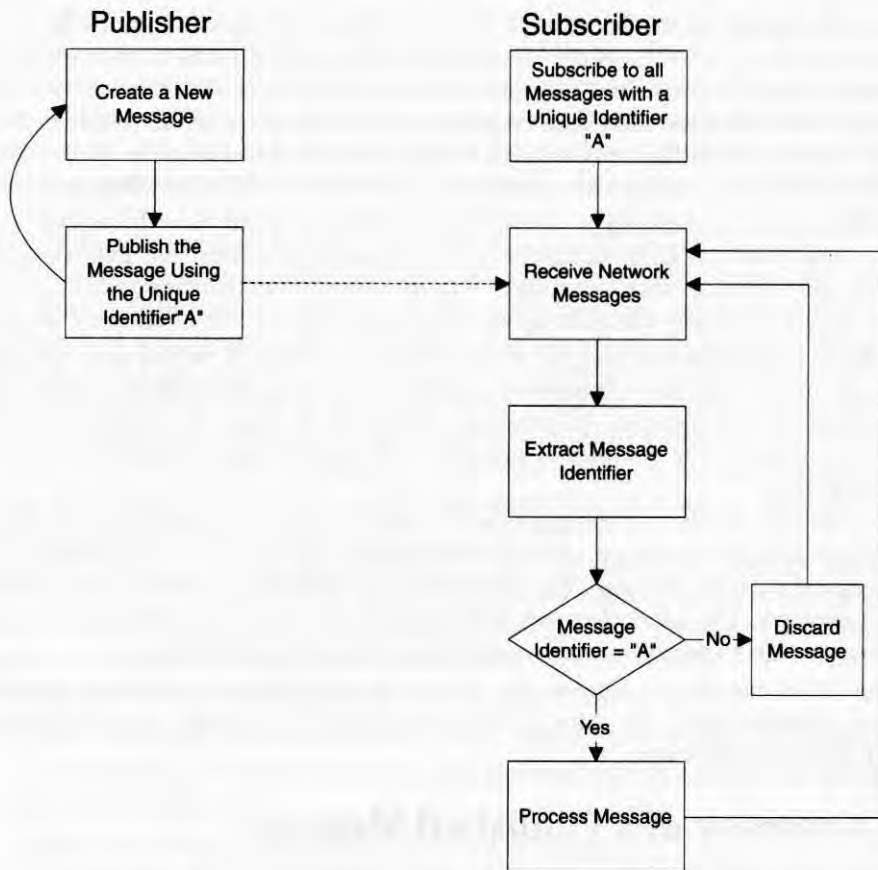 Publisher
Subscriber
Create a New
Message
Subscribe to all
Messages with a
Unique Identifier
"A"
Publish the
Message Using
the Unique
Identifier"A"
Receive Network
Messages
Extract Message
Identifier
Message
Identifier = "A"
No
Discard
Message
Yes
Process Message